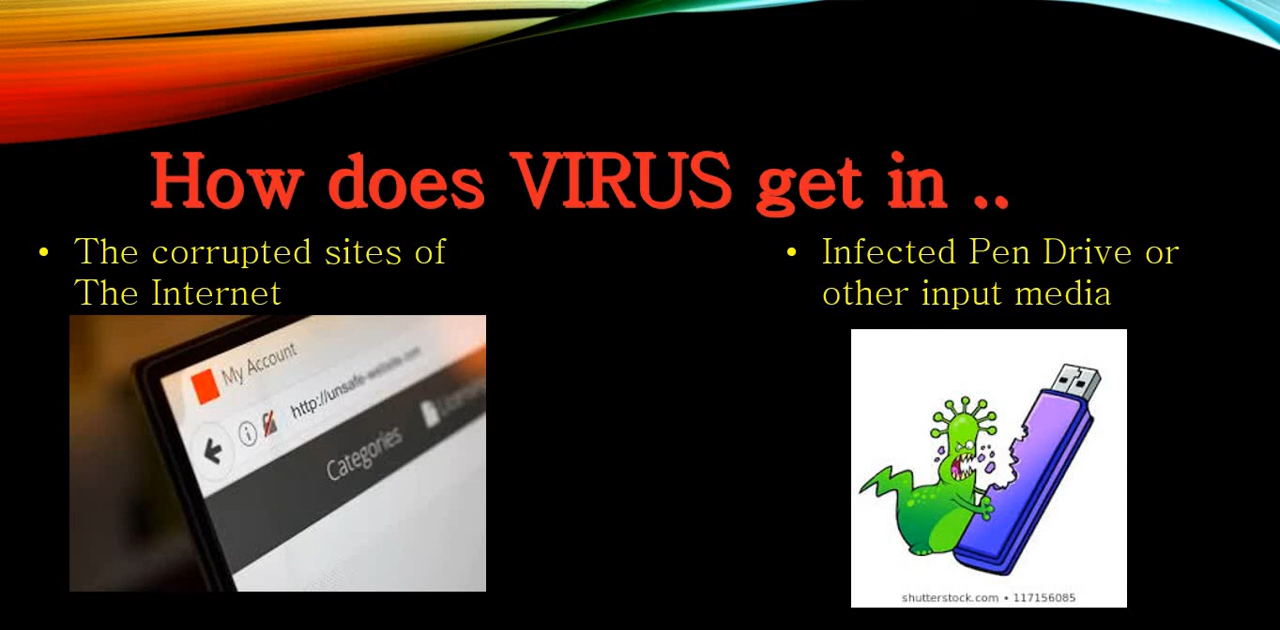 How does VIRUS get in ..
• The corrupted sites of
The Internet
My Account
http://unsafe-website.com
Categories
• Infected Pen Drive or
other input media
shutterstock.com • 117156085